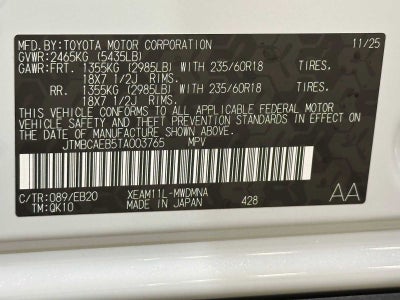 MFD. BY:TOYOTA MOTOR CORPORATION 11/25
GVWR:2465KG (5435LB)
GAWR:FRT. 1355KG (2985LB) WITH 235/60R18
18X7 1/2J RIMS.
RR. 1355KG (2985LB) WITH 235/60R18
18X7 1/2J RIMS.
THIS VEHICLE CONFORMS TO ALL APPLICABLE FEDERAL MOTOR
VEHICLE SAFETY AND THEFT PREVENTION STANDARDS IN
EFFECT ON THE DATE OF MANUFACTURE SHOWN ABOVE.
JTMBCAEB5TA003765 MPV
C/TR:089/EB20 XEAM11L-MWDMNA AA
TM:QK10 MADE IN JAPAN 428